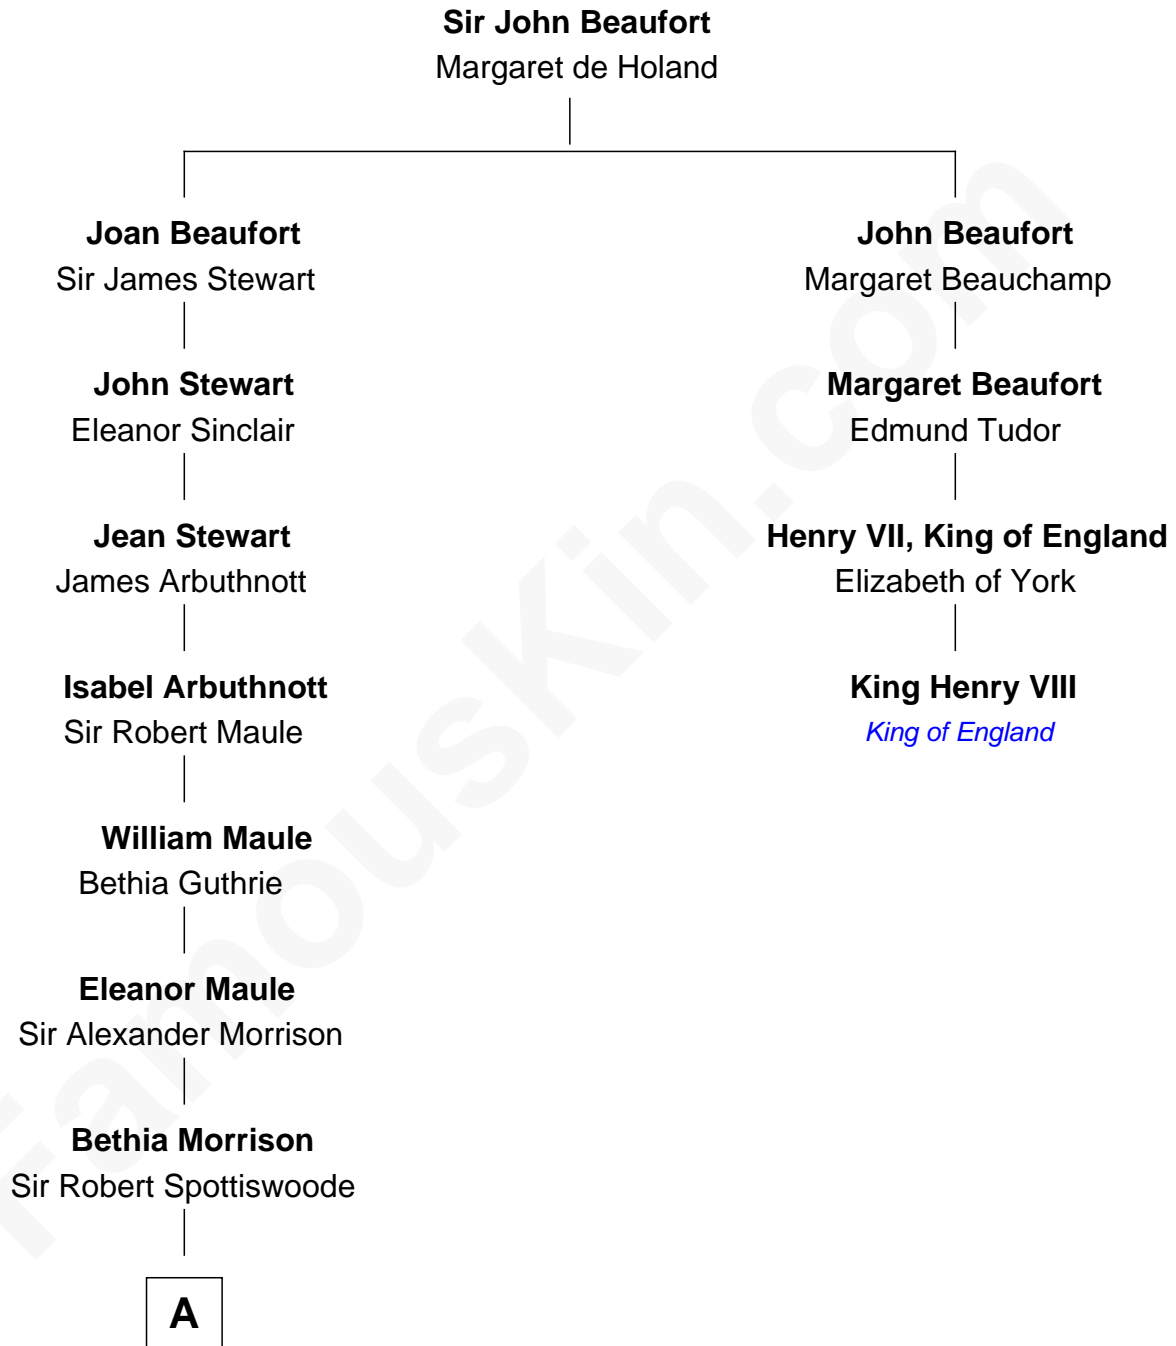 Sir John Beaufort
Margaret de Holand
Joan Beaufort
Sir James Stewart
John Beaufort
Margaret Beauchamp
John Stewart
Eleanor Sinclair
Margaret Beaufort
Edmund Tudor
Jean Stewart
James Arbuthnott
Henry VII, King of England
Elizabeth of York
Isabel Arbuthnott
Sir Robert Maule
King Henry VIII
King of England
William Maule
Bethia Guthrie
Eleanor Maule
Sir Alexander Morrison
Bethia Morrison
Sir Robert Spottiswoode
A
FamousKin.com